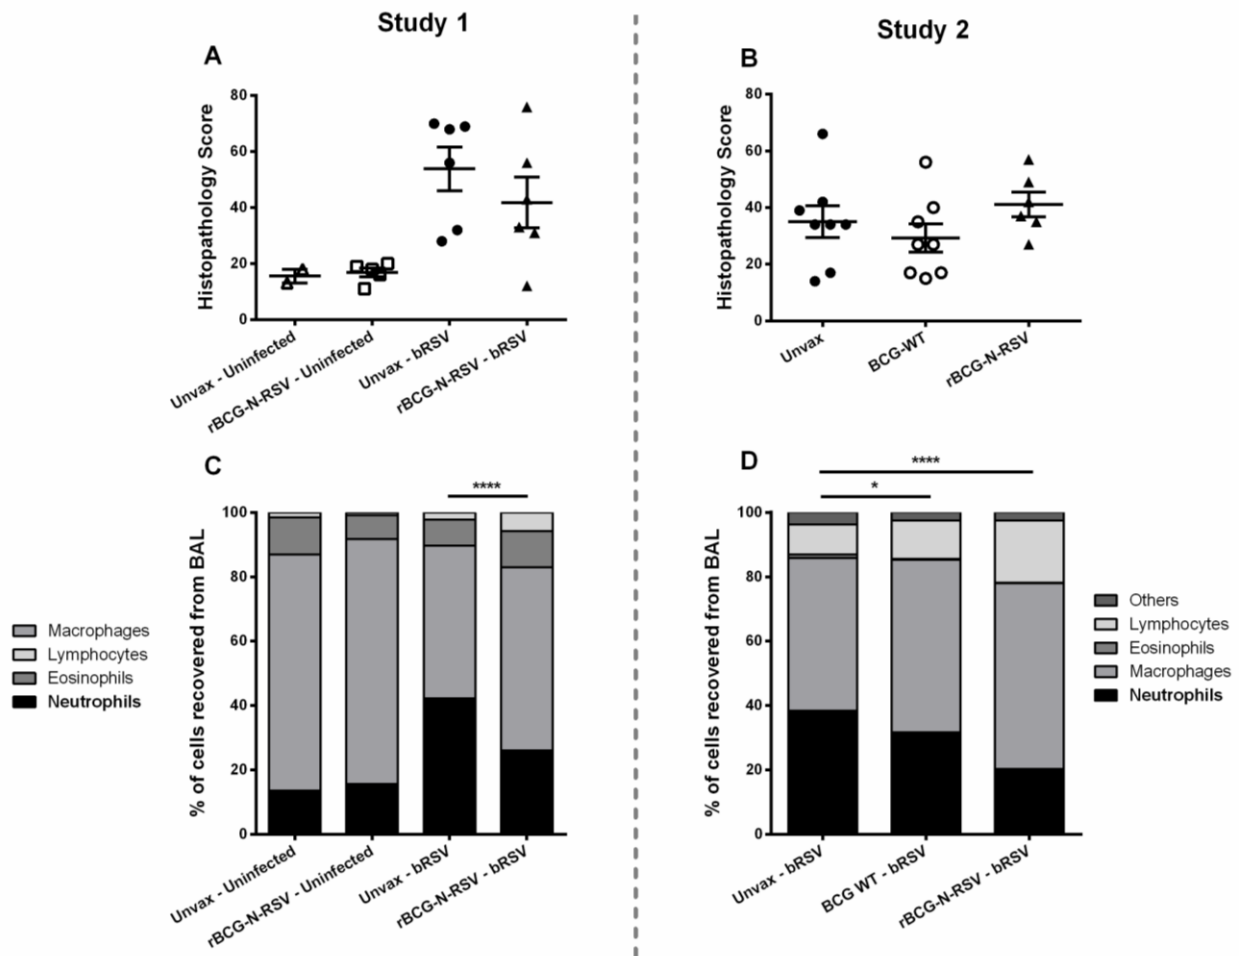 Study 1
Study 2
A
Histopathology Score
80
60
40
20
0
Unvax - Uninfected
rBCG-N-RSV - Uninfected
Unvax - bRSV
rBCG-N-RSV - bRSV
B
Histopathology Score
80
60
40
20
0
Unvax
BCG-WT
rBCG-N-RSV
C
****
% of cells recovered from BAL
100
80
60
40
20
0
Unvax - Uninfected
rBCG-N-RSV - Uninfected
Unvax - bRSV
rBCG-N-RSV - bRSV
Macrophages
Lymphocytes
Eosinophils
Neutrophils
D
****
*
% of cells recovered from BAL
100
80
60
40
20
0
Unvax - bRSV
BCG WT - bRSV
rBCG-N-RSV - bRSV
Others
Lymphocytes
Eosinophils
Macrophages
Neutrophils